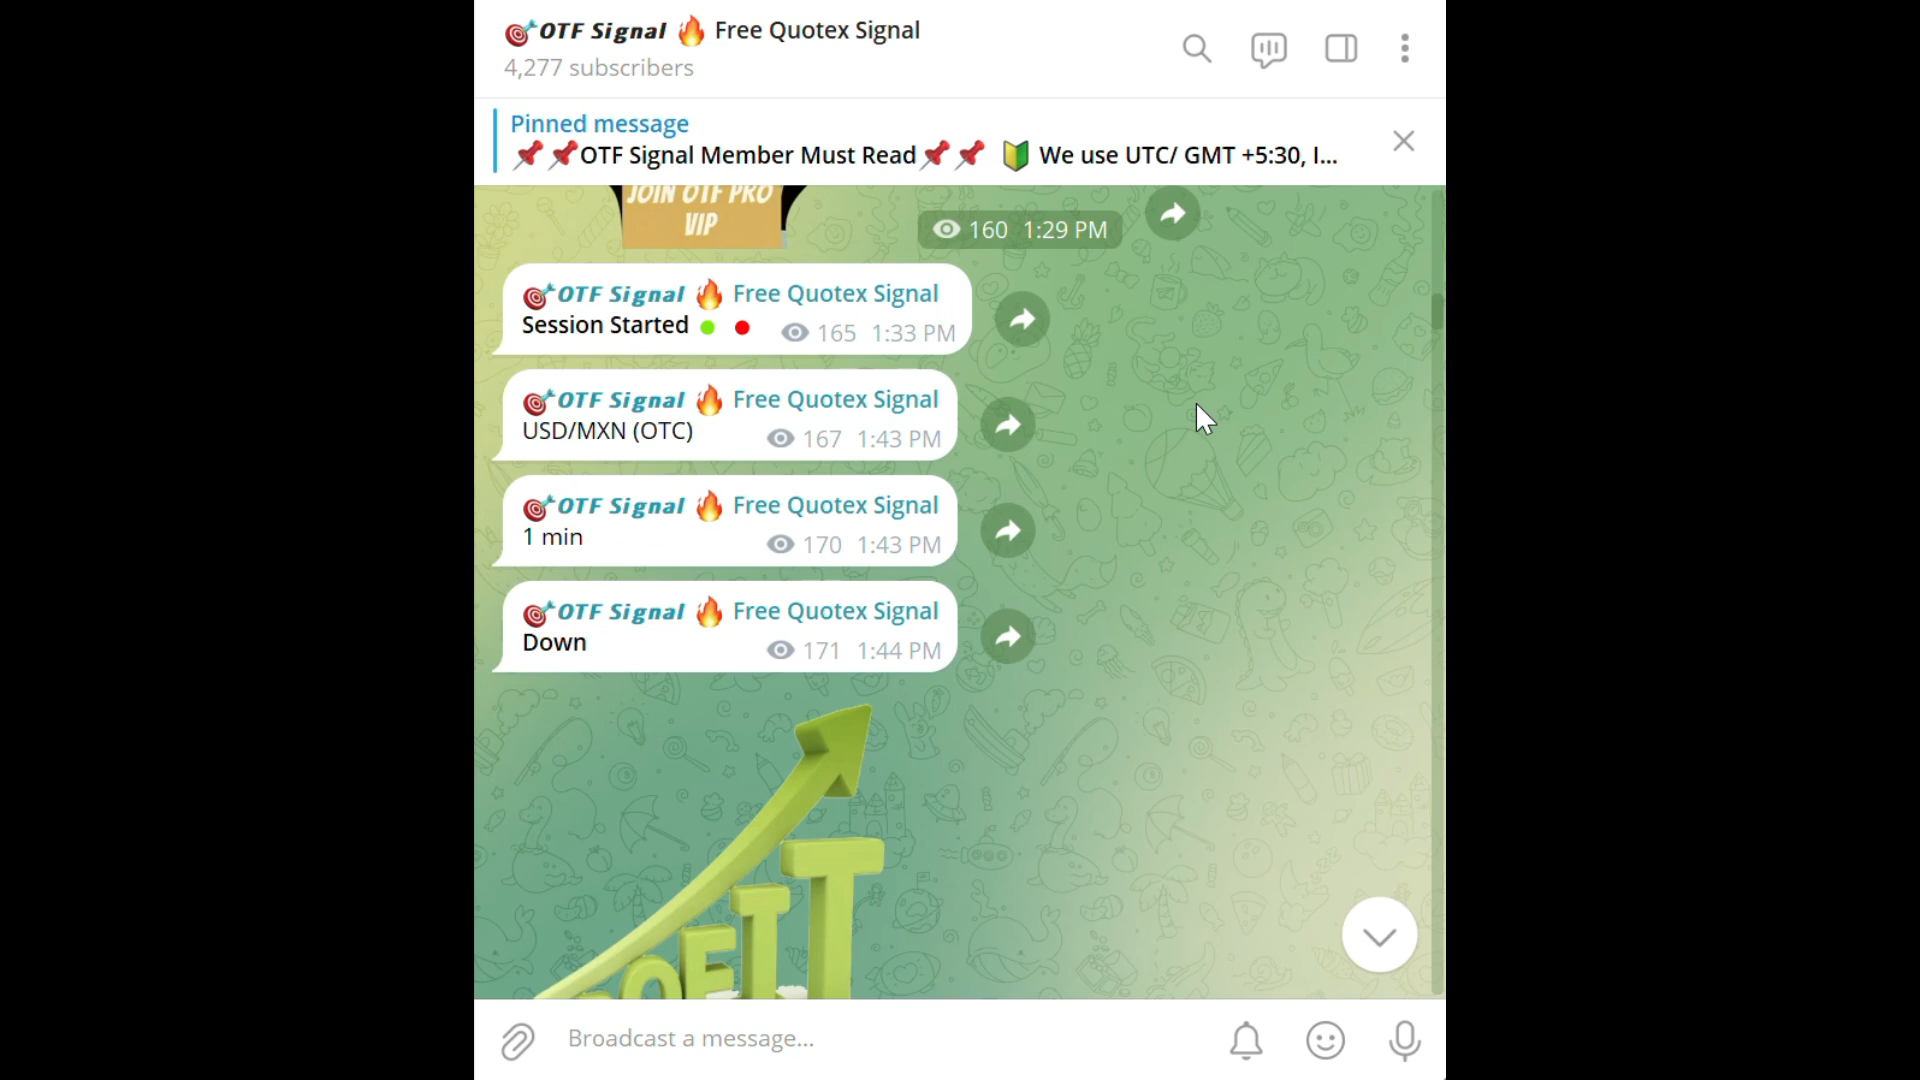 🎯OTF Signal 🔥 Free Quotex Signal
4,277 subscribers
Pinned message
📌📌OTF Signal Member Must Read📌📌 🔰 We use UTC/ GMT +5:30, I...
JOIN OTF PRO
VIP
160 1:29 PM
🎯OTF Signal 🔥 Free Quotex Signal
Session Started 🟢 🔴 165 1:33 PM
🎯OTF Signal 🔥 Free Quotex Signal
USD/MXN (OTC) 167 1:43 PM
🎯OTF Signal 🔥 Free Quotex Signal
1 min 170 1:43 PM
🎯OTF Signal 🔥 Free Quotex Signal
Down 171 1:44 PM
OFIT
Broadcast a message...